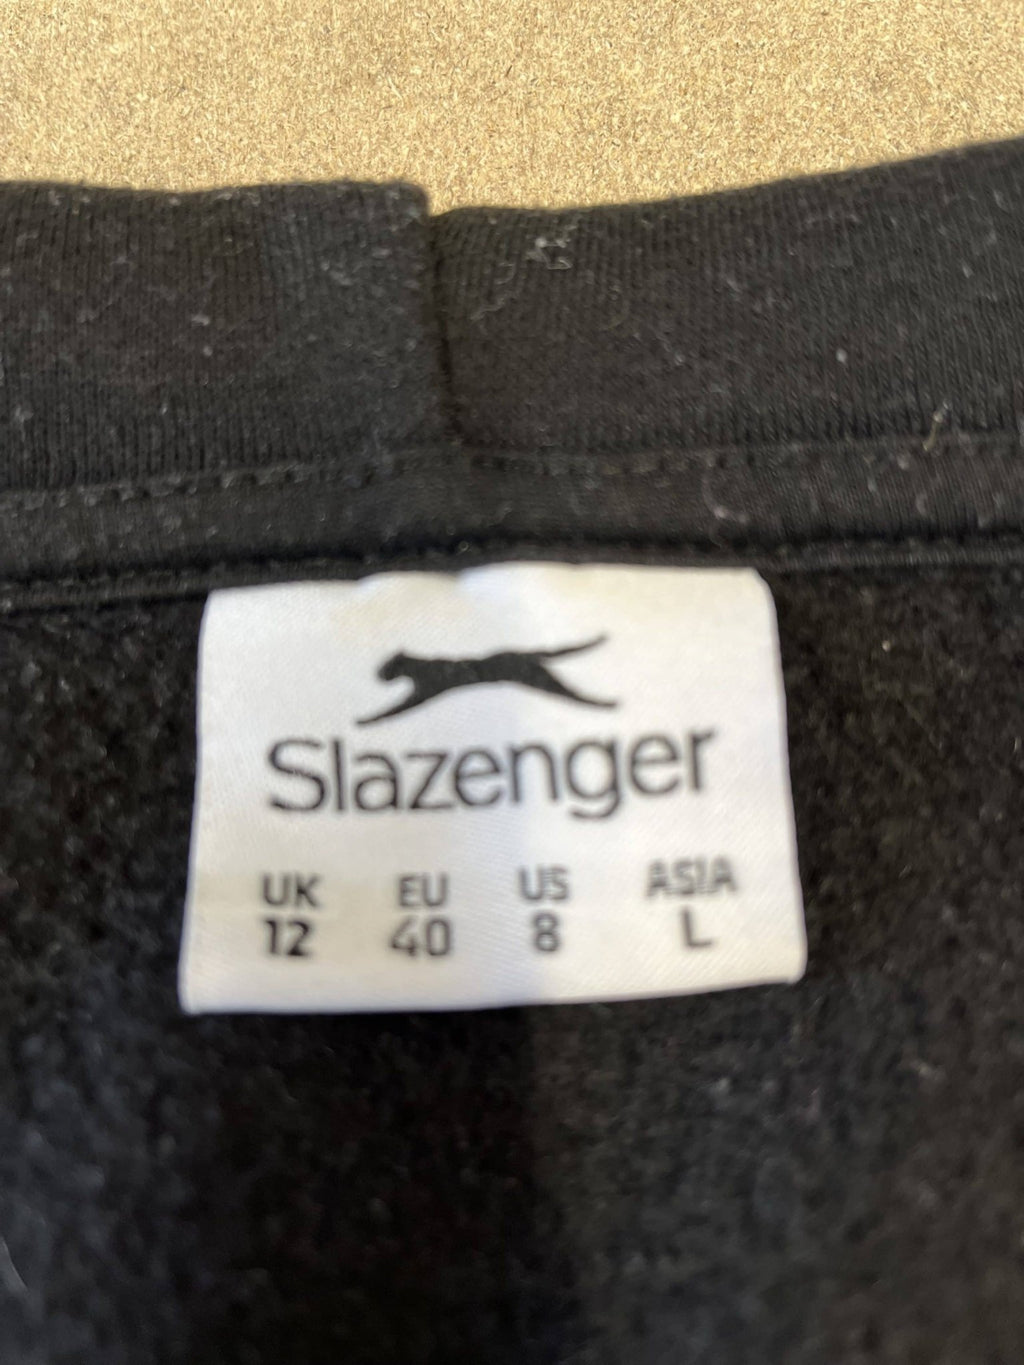 Slazenger
UK EU US ASIA
12 40 8 L